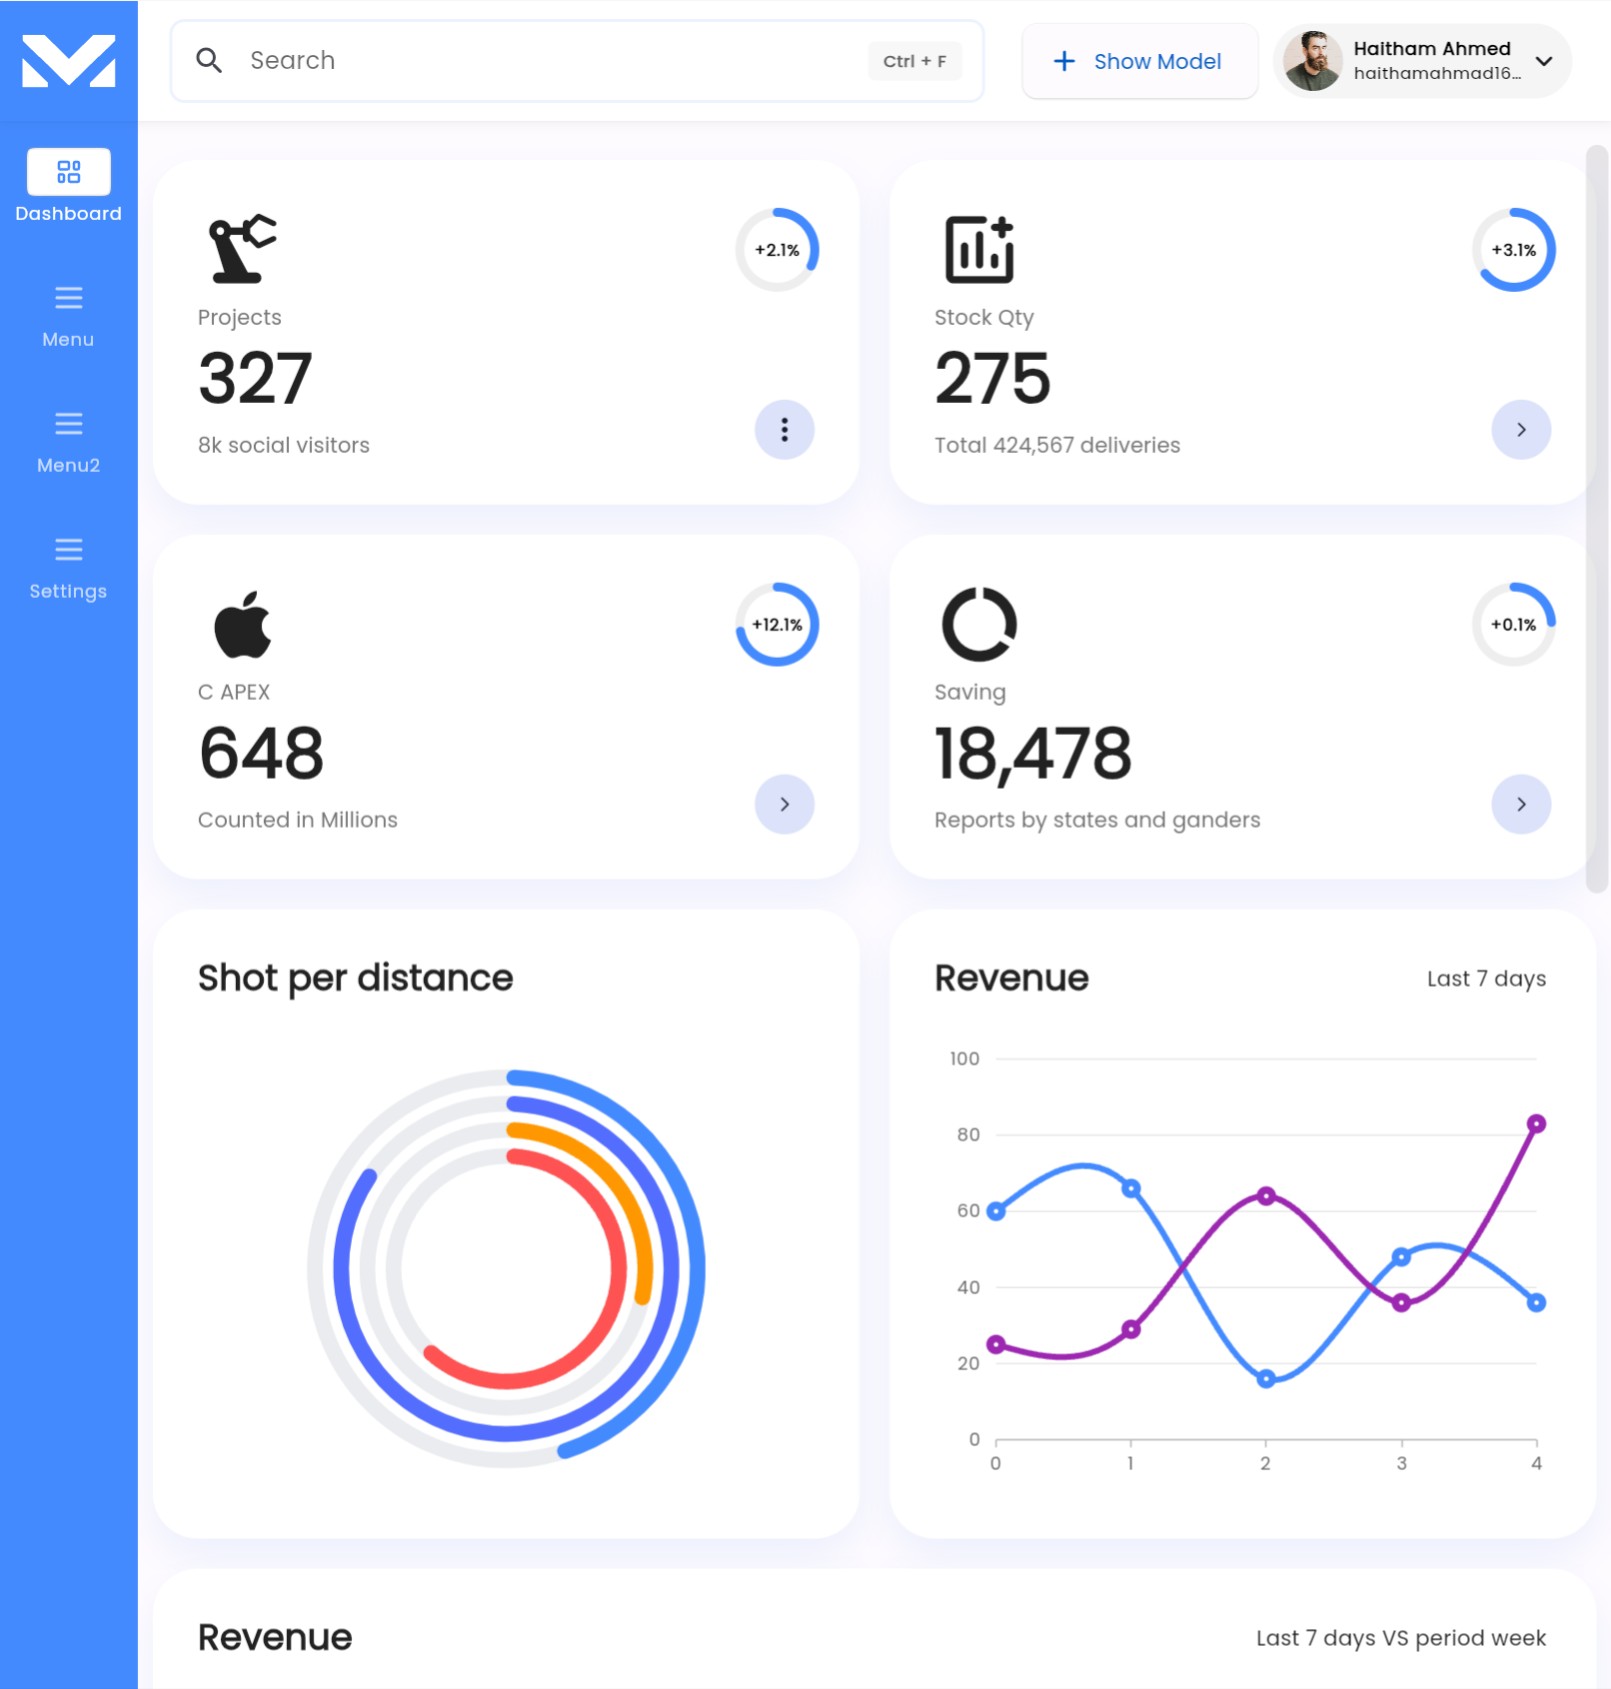 Search
Ctrl + F
Show Model
Haitham Ahmed
haithamahmad16...
Dashboard
Menu
Menu2
SettIngs
+2.1%
Projects
327
8k social visitors
+3.1%
Stock Qty
275
Total 424,567 deliveries
+12.1%
C APEX
648
Counted in Millions
+0.1%
Saving
18,478
Reports by states and ganders
Shot per distance
Revenue
Last 7 days
100
80
60
40
20
0
0 1 2 3 4
Revenue
Last 7 days VS period week